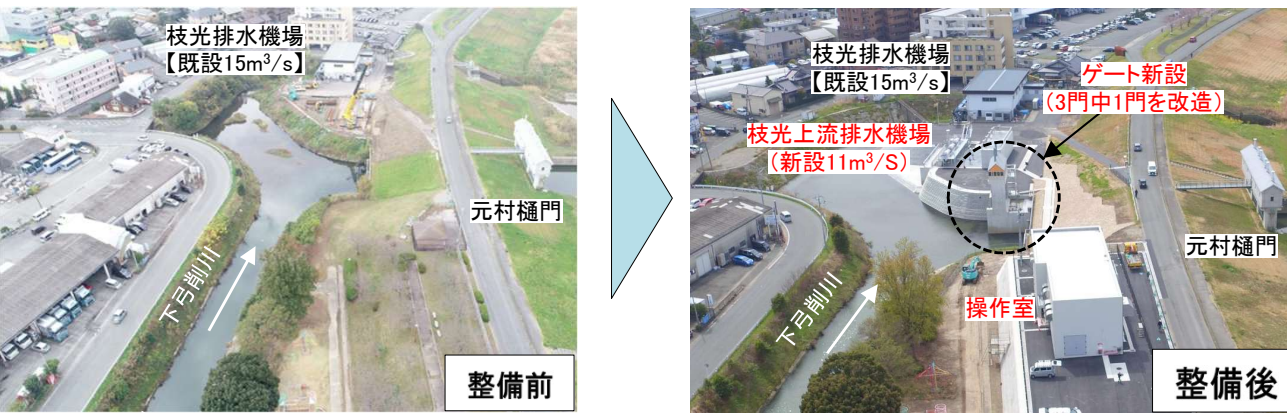 枝光排水機場
【既設15m³/s】
元村樋門
下弓削川
整備前
枝光排水機場
【既設15m³/s】
ゲート新設
（3門中1門を改造）
枝光上流排水機場
（新設11m³/S）
元村樋門
操作室
下弓削川
整備後